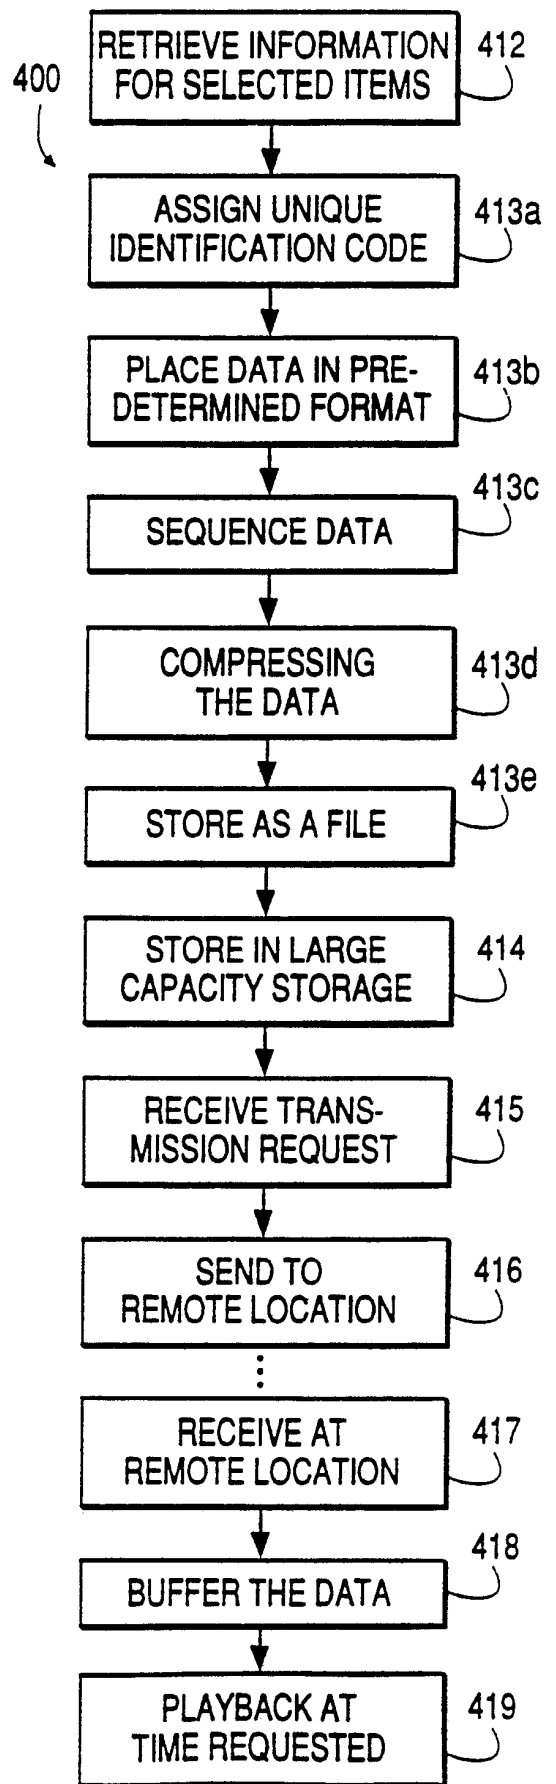 400
RETRIEVE INFORMATION
FOR SELECTED ITEMS
412
ASSIGN UNIQUE
IDENTIFICATION CODE
413a
PLACE DATA IN PRE-
DETERMINED FORMAT
413b
SEQUENCE DATA
413c
COMPRESSING
THE DATA
413d
STORE AS A FILE
413e
STORE IN LARGE
CAPACITY STORAGE
414
RECEIVE TRANS-
MISSION REQUEST
415
SEND TO
REMOTE LOCATION
416
RECEIVE AT
REMOTE LOCATION
417
BUFFER THE DATA
418
PLAYBACK AT
TIME REQUESTED
419